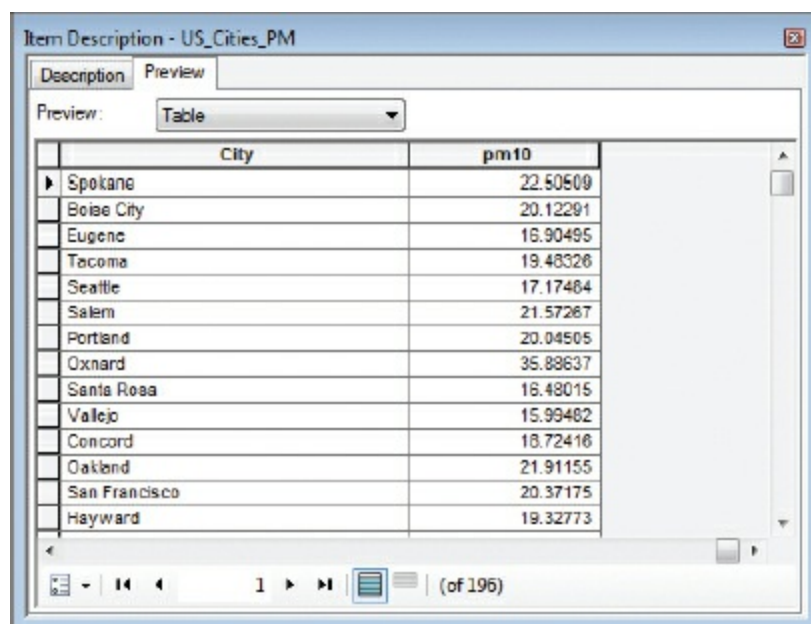 Item Description - US_Cities_PM
Description Preview
Preview: Table
City pm10
Spokane 22.50509
Boise City 20.12291
Eugene 16.90495
Tacoma 19.48326
Seattle 17.17484
Salem 21.57267
Portland 20.04505
Oxnard 35.88637
Santa Rosa 16.48015
Vallejo 15.99482
Concord 18.72416
Oakland 21.91155
San Francisco 20.37175
Hayward 19.32773
1 (of 196)